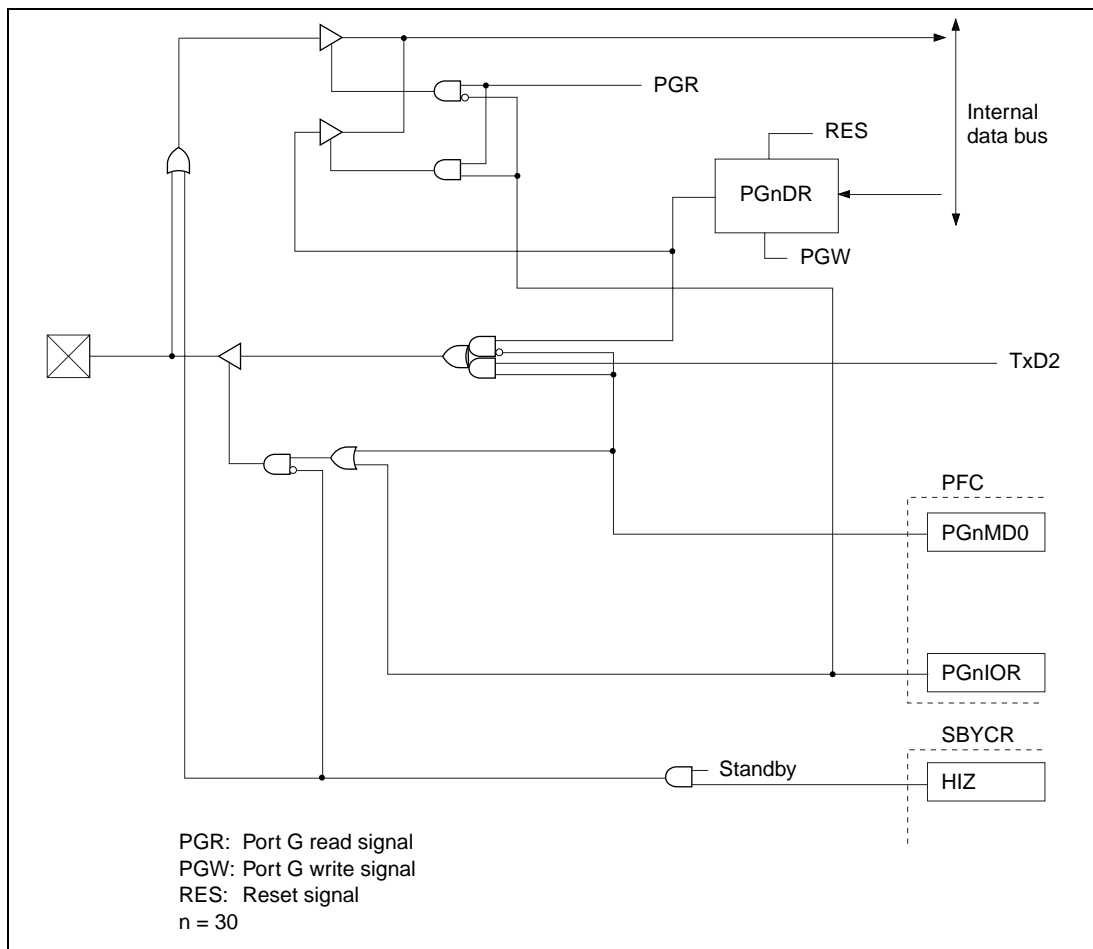 PGR
Internal
data bus
RES
PGnDR
PGW
TxD2
PFC
PGnMD0
PGnIOR
SBYCR
Standby
HIZ
PGR: Port G read signal
PGW: Port G write signal
RES: Reset signal
n = 30